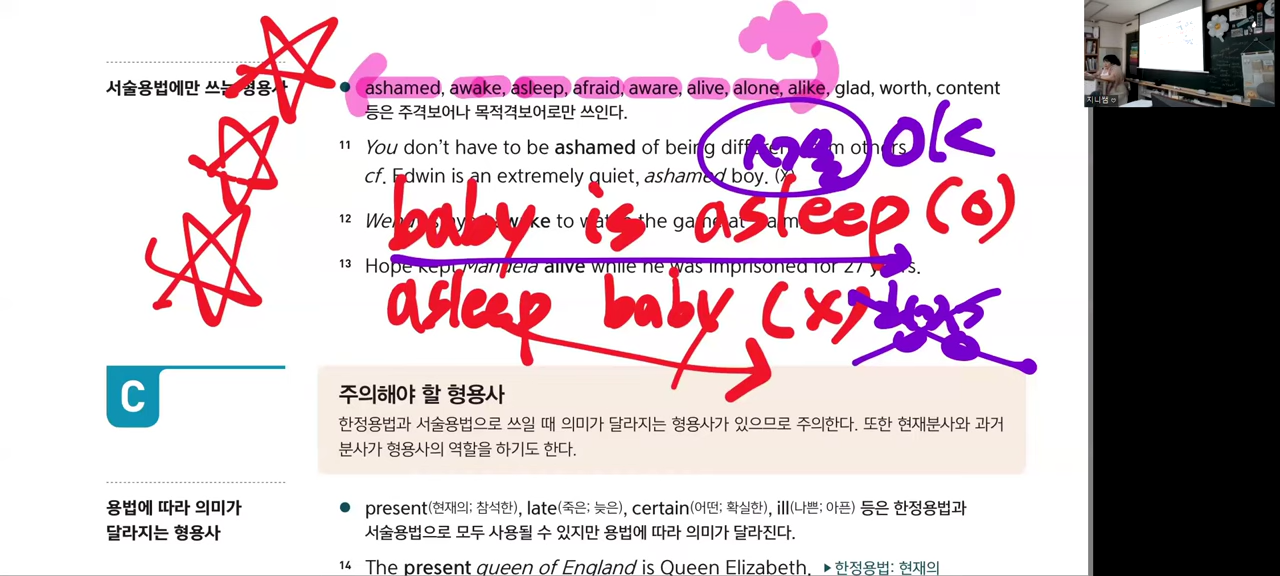 서술용법에만 쓰는 형용사
ashamed, awake, asleep, afraid, aware, alive, alone, alike, glad, worth, content
등은 주격보어나 목적격보어로만 쓰인다.
11 You don't have to be ashamed of being different from others.
cf. Edwin is an extremely quiet, ashamed boy. (X)
서술 OK
baby is asleep (O)
12 to watch the game at
13 Hope kept Mandela alive while he was imprisoned for 27 years.
asleep baby (X)
C
주의해야 할 형용사
한정용법과 서술용법으로 쓰일 때 의미가 달라지는 형용사가 있으므로 주의한다. 또한 현재분사와 과거
분사가 형용사의 역할을 하기도 한다.
용법에 따라 의미가
달라지는 형용사
present(현재의; 참석한), late(죽은; 늦은), certain(어떤; 확실한), ill(나쁜; 아픈) 등은 한정용법과
서술용법으로 모두 사용될 수 있지만 용법에 따라 의미가 달라진다.
14 The present queen of England is Queen Elizabeth. ▶한정용법: 현재의
지니쌤